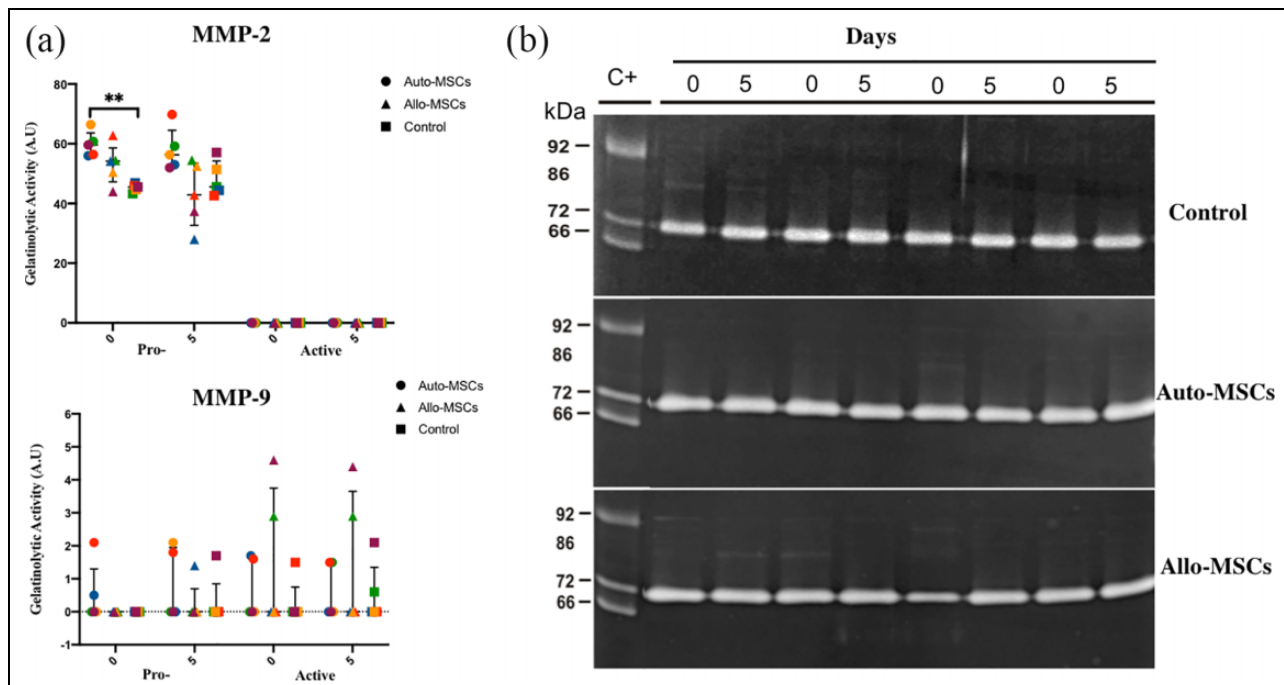 (a)
MMP-2
Auto-MSCs
Allo-MSCs
Control
**
80
60
40
20
0
Gelatinolytic Activity (A.U)
0 5 0 5
Pro- Active
MMP-9
Auto-MSCs
Allo-MSCs
Control
6
5
4
3
2
1
0
-1
Gelatinolytic Activity (A.U)
0 5 0 5
Pro- Active
(b)
Days
C+ 0 5 0 5 0 5 0 5
kDa
92
86
72
66
Control
92
86
72
66
Auto-MSCs
92
86
72
66
Allo-MSCs